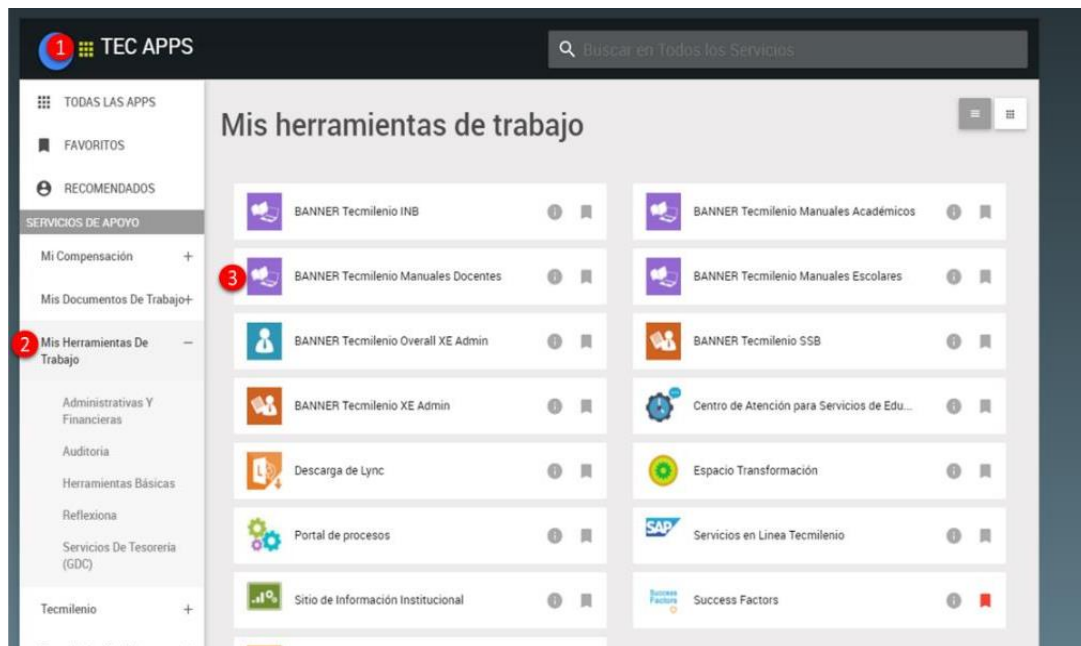 1 TEC APPS
Buscar en Todos los Servicios
TODAS LAS APPS
FAVORITOS
RECOMENDADOS
SERVICIOS DE APOYO
Mi Compensación +
Mis Documentos De Trabajo+
2 Mis Herramientas De −
Trabajo
Administrativas Y
Financieras
Auditoria
Herramientas Básicas
Reflexiona
Servicios De Tesorería
(GDC)
Tecmilenio +
Mis herramientas de trabajo
BANNER Tecmilenio INB
BANNER Tecmilenio Manuales Académicos
3 BANNER Tecmilenio Manuales Docentes
BANNER Tecmilenio Manuales Escolares
BANNER Tecmilenio Overall XE Admin
BANNER Tecmilenio SSB
BANNER Tecmilenio XE Admin
Centro de Atención para Servicios de Edu...
Descarga de Lync
Espacio Transformación
Portal de procesos
SAP Servicios en Linea Tecmilenio
Sitio de Información Institucional
Success
Factors
Success Factors